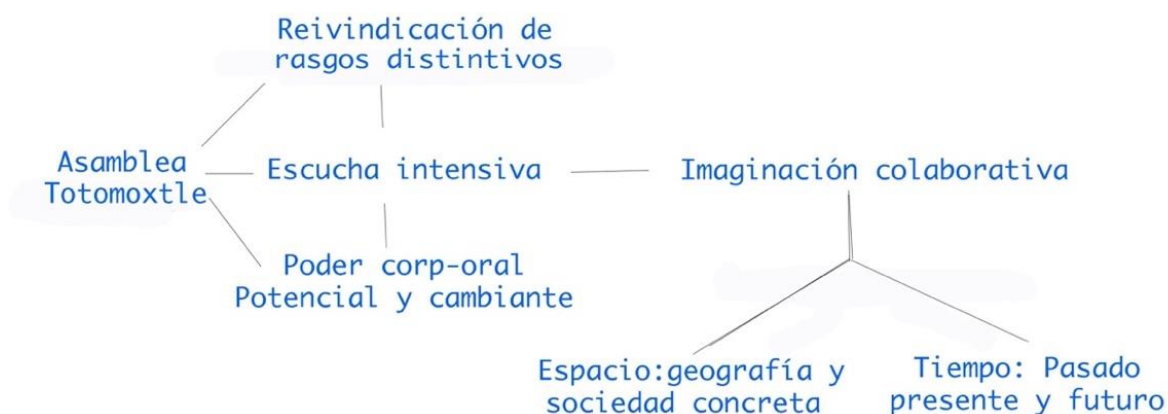 Reivindicación de
rasgos distintivos
Asamblea
Totomoxtle
Escucha intensiva
Imaginación colaborativa
Poder corp-oral
Potencial y cambiante
Espacio:geografía y
sociedad concreta
Tiempo: Pasado
presente y futuro